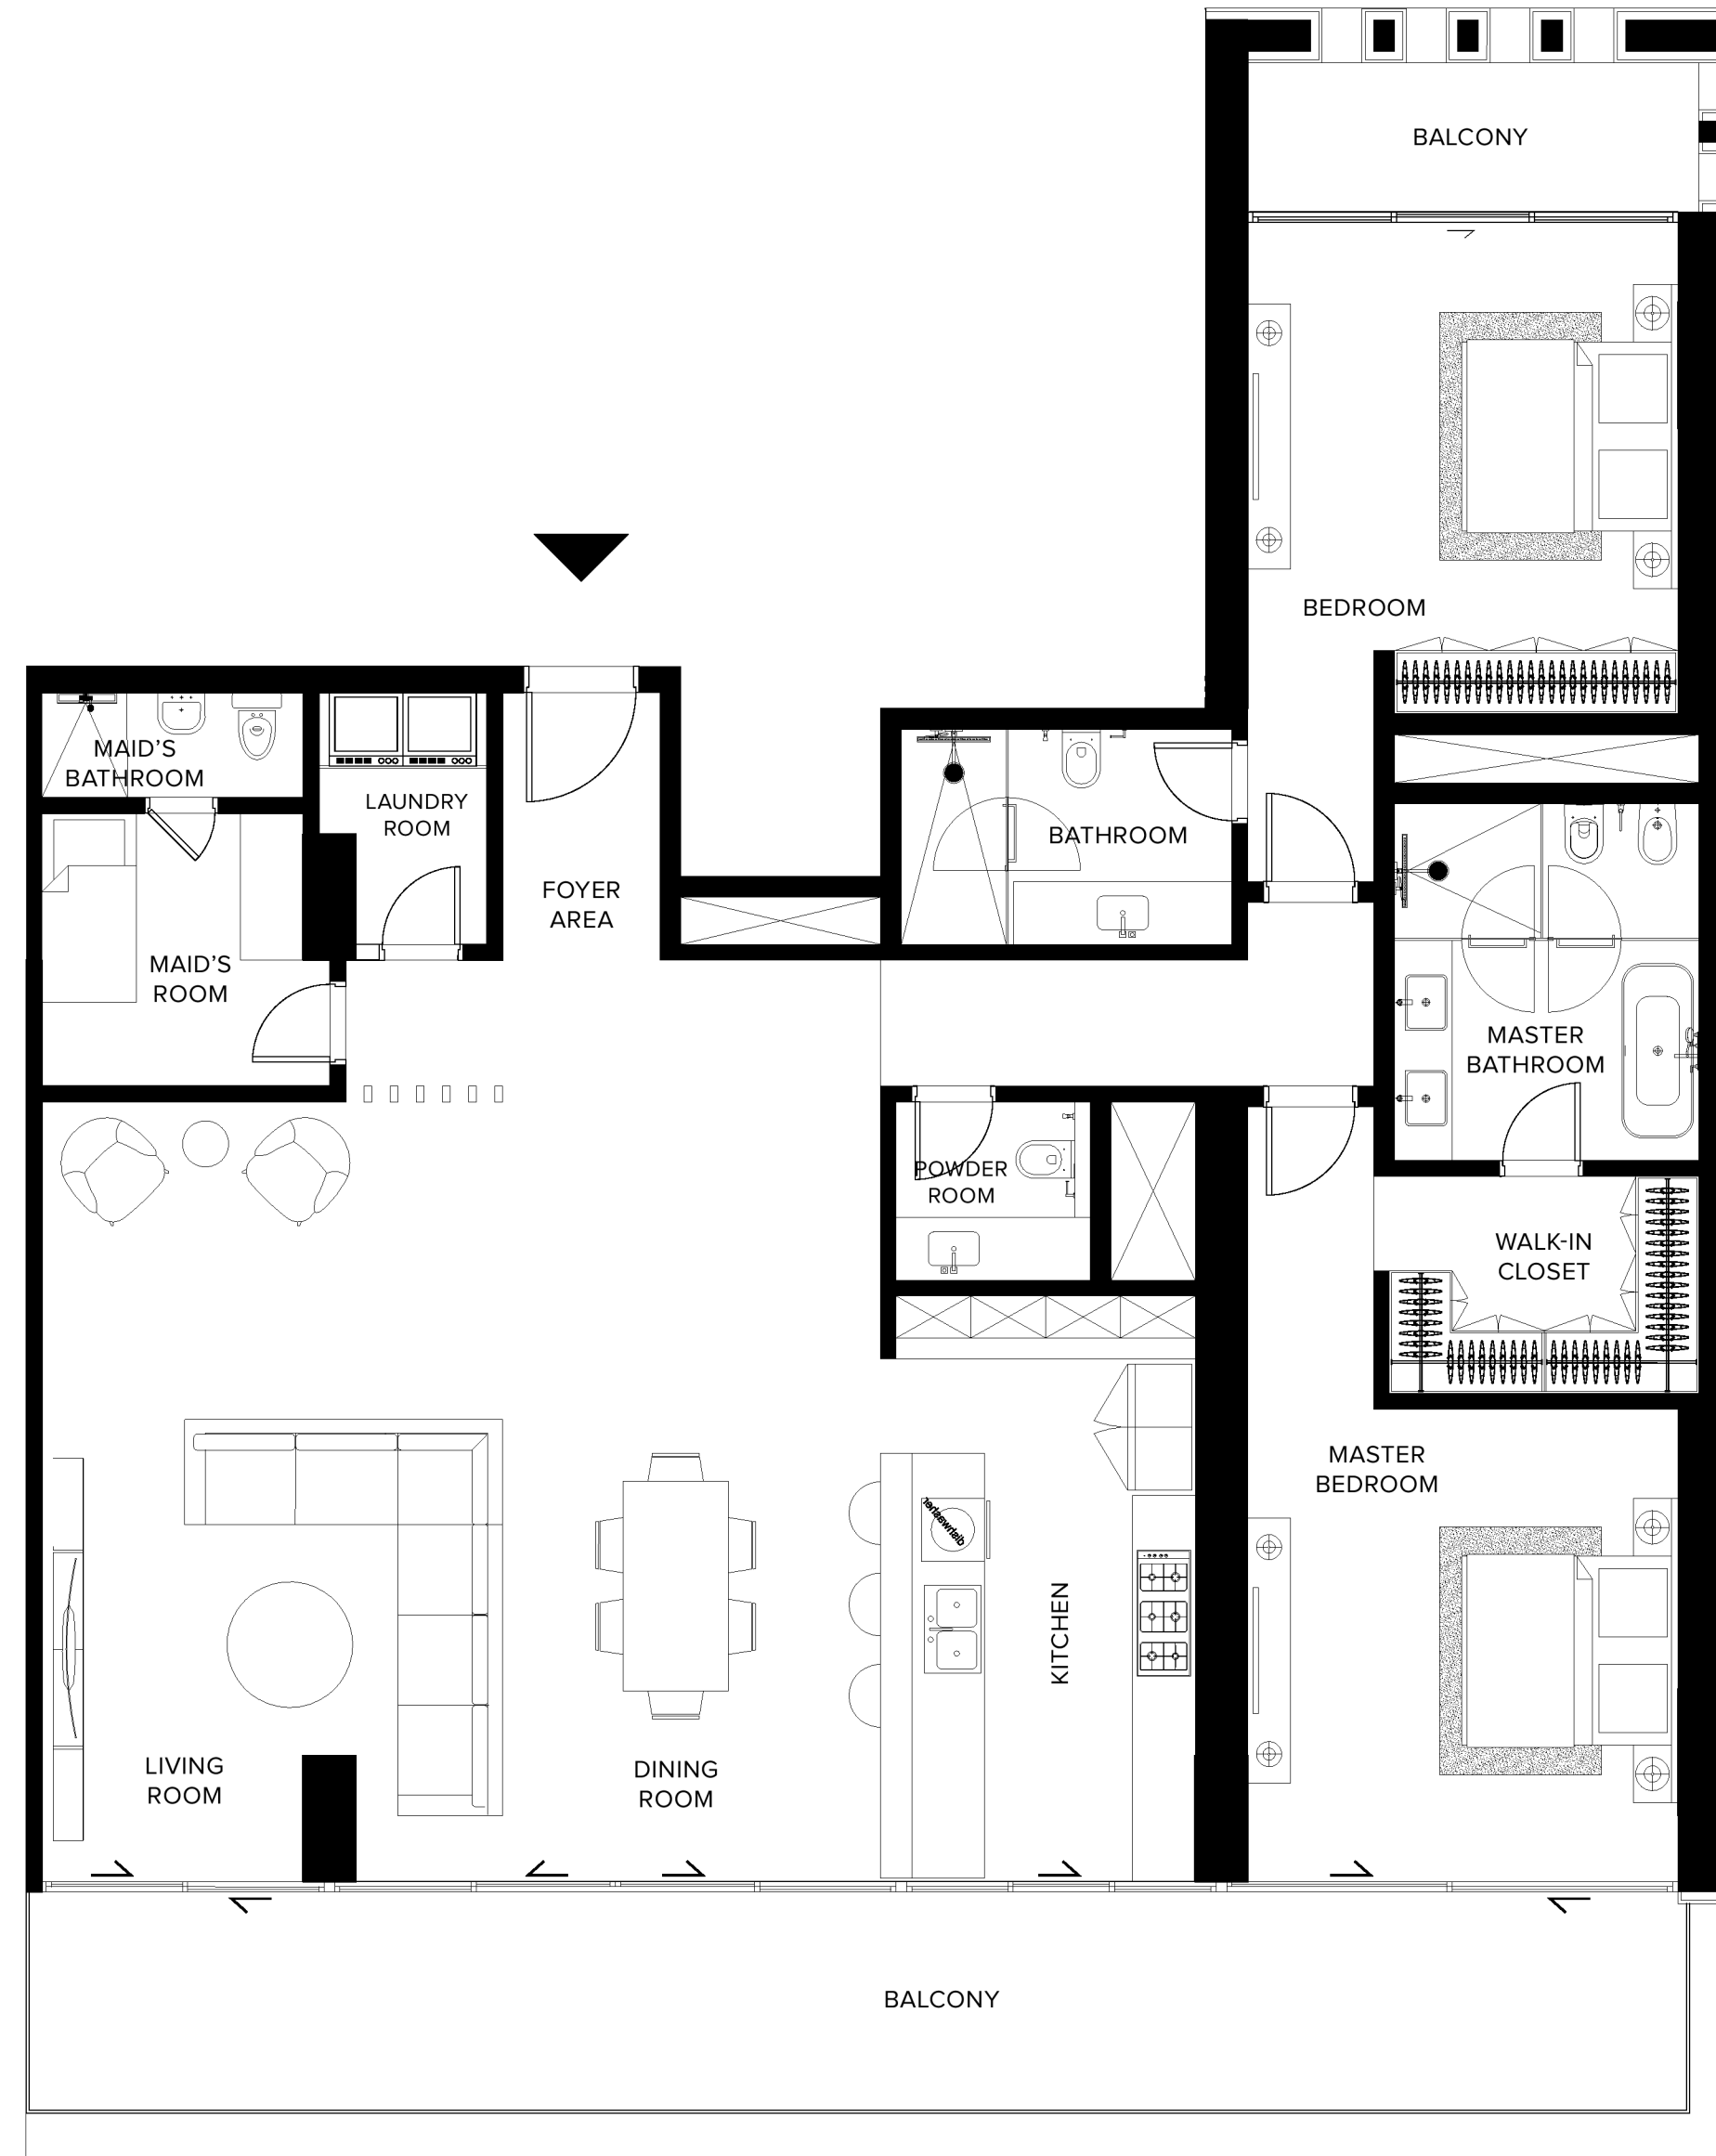 BALCONY
BEDROOM
MAID'S
BATHROOM
LAUNDRY
ROOM
BATHROOM
FOYER
AREA
MAID'S
ROOM
MASTER
BATHROOM
POWDER
ROOM
WALK-IN
CLOSET
MASTER
BEDROOM
dishwasher
KITCHEN
LIVING
ROOM
DINING
ROOM
BALCONY